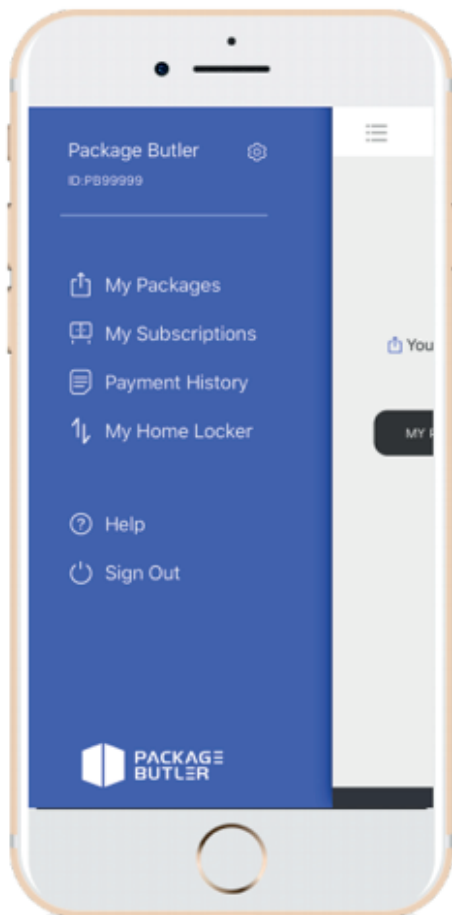 Package Butler
ID:PB99999
My Packages
My Subscriptions
Payment History
My Home Locker
Help
Sign Out
You
MY
PACKAGE
BUTLER